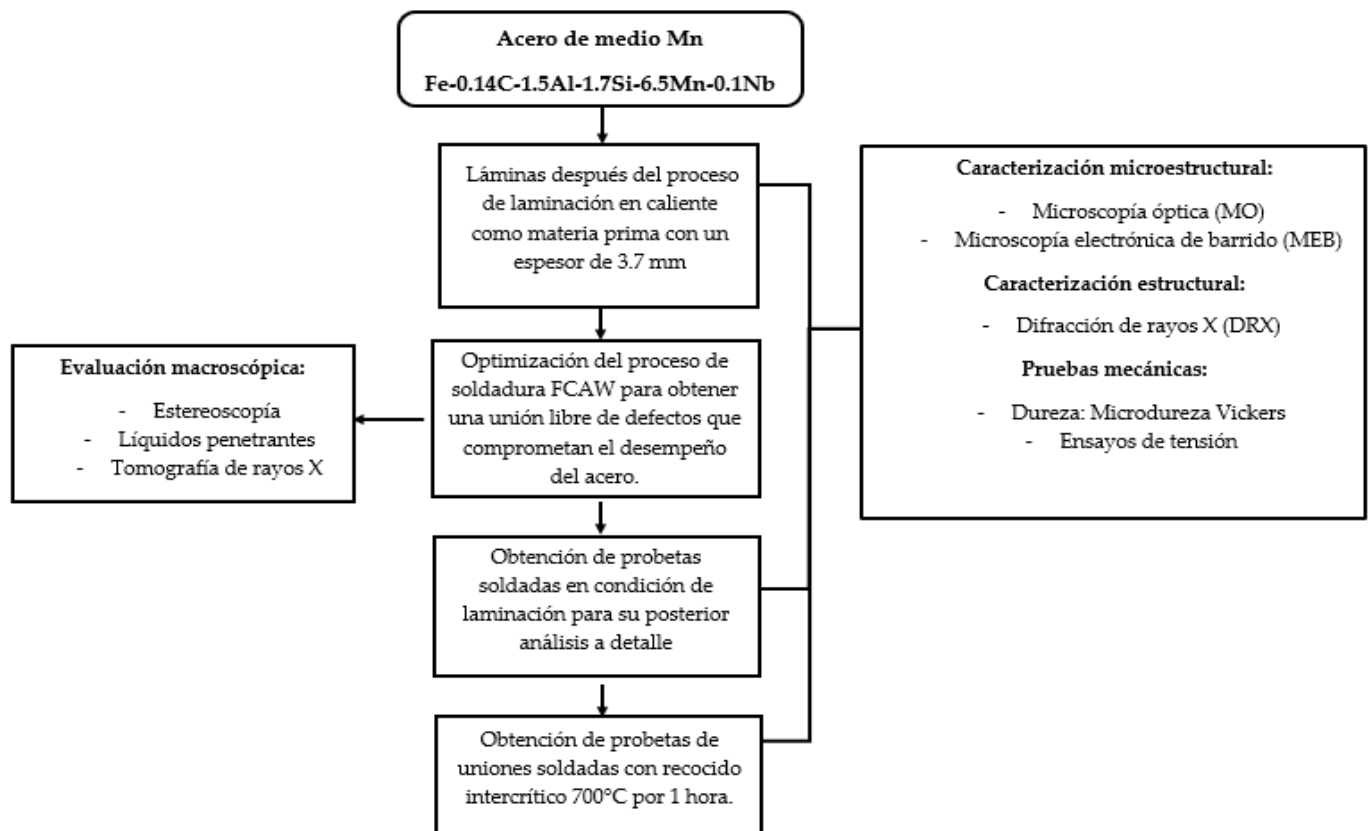 Acero de medio Mn
Fe-0.14C-1.5Al-1.7Si-6.5Mn-0.1Nb
Láminas después del proceso
de laminación en caliente
como materia prima con un
espesor de 3.7 mm
Optimización del proceso de
soldadura FCAW para obtener
una unión libre de defectos que
comprometan el desempeño
del acero.
Obtención de probetas
soldadas en condición de
laminación para su posterior
análisis a detalle
Obtención de probetas de
uniones soldadas con recocido
intercrítico 700°C por 1 hora.
Evaluación macroscópica:
- Estereoscopía
- Líquidos penetrantes
- Tomografía de rayos X
Caracterización microestructural:
- Microscopía óptica (MO)
- Microscopía electrónica de barrido (MEB)
Caracterización estructural:
- Difracción de rayos X (DRX)
Pruebas mecánicas:
- Dureza: Microdureza Vickers
- Ensayos de tensión